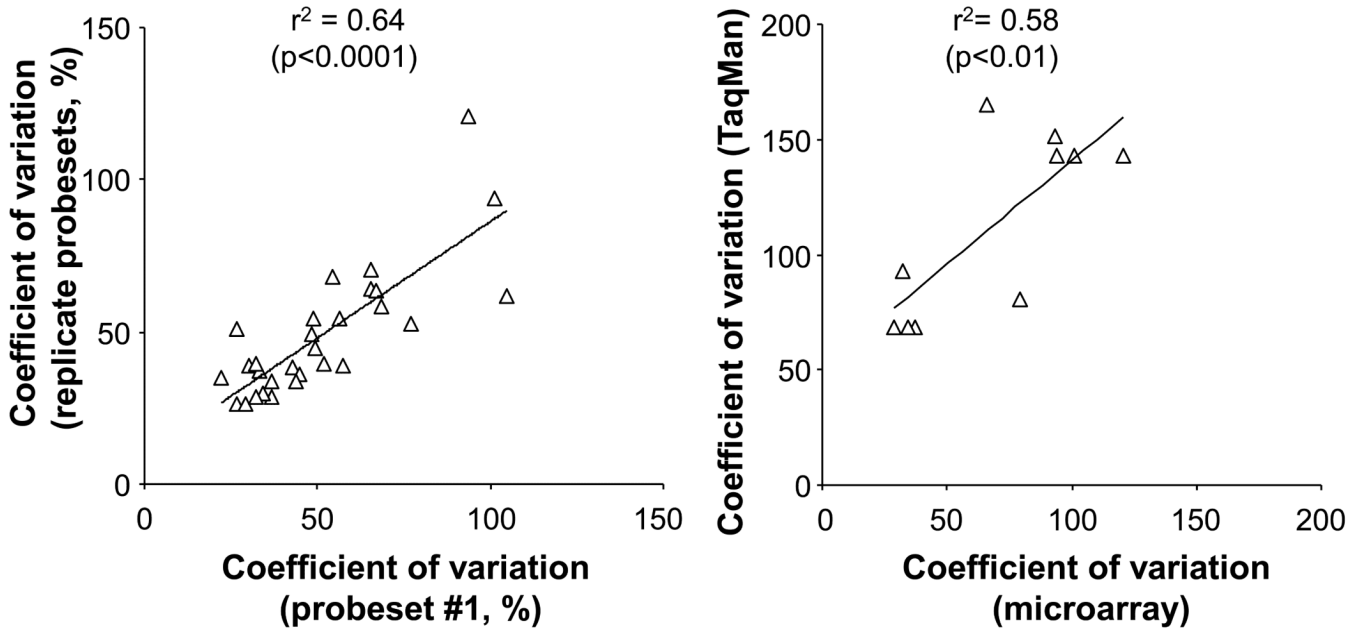 r² = 0.64
(p<0.0001)
Coefficient of variation
(replicate probesets, %)
150
100
50
0
0 50 100 150
Coefficient of variation
(probeset #1, %)
r²= 0.58
(p<0.01)
Coefficient of variation (TaqMan)
200
150
100
50
0
0 50 100 150 200
Coefficient of variation
(microarray)